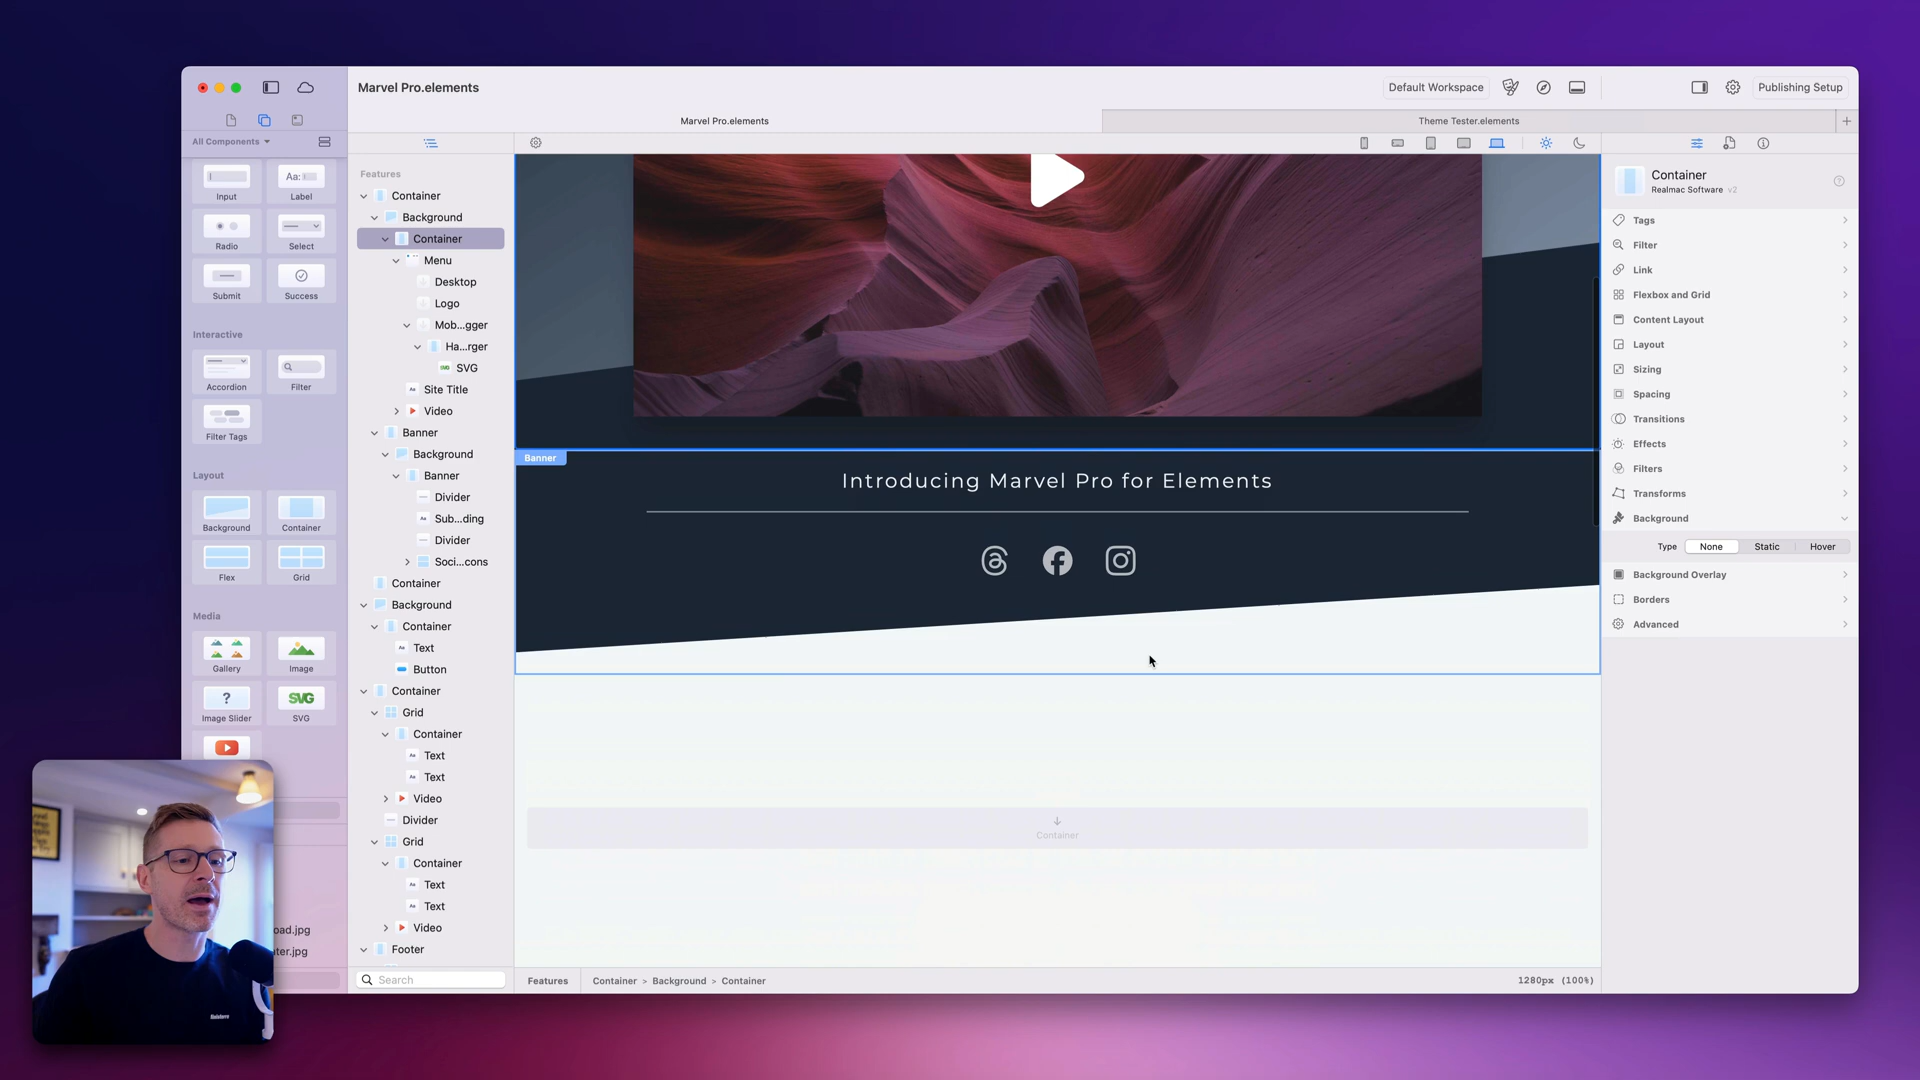 Marvel Pro.elements
Default Workspace
Publishing Setup
Marvel Pro.elements
Theme Tester.elements
All Components
Input
Label
Aa:
Radio
Select
Submit
Success
Interactive
Accordion
Filter
Filter Tags
Layout
Background
Container
Flex
Grid
Media
Gallery
Image
?
SVG
Image Slider
SVG
oad.jpg
ter.jpg
Features
Container
Background
Container
Menu
Desktop
Logo
Mob...gger
Ha...rger
SVG
Site Title
Video
Banner
Background
Banner
Divider
Sub...ding
Divider
Soci...cons
Container
Background
Container
Text
Button
Container
Grid
Container
Text
Text
Video
Divider
Grid
Container
Text
Text
Video
Footer
Search
Banner
Introducing Marvel Pro for Elements
Container
Features
Container > Background > Container
1280px (100%)
Container
Realmac Software v2
?
Tags
Filter
Link
Flexbox and Grid
Content Layout
Layout
Sizing
Spacing
Transitions
Effects
Filters
Transforms
Background
Type None Static Hover
Background Overlay
Borders
Advanced